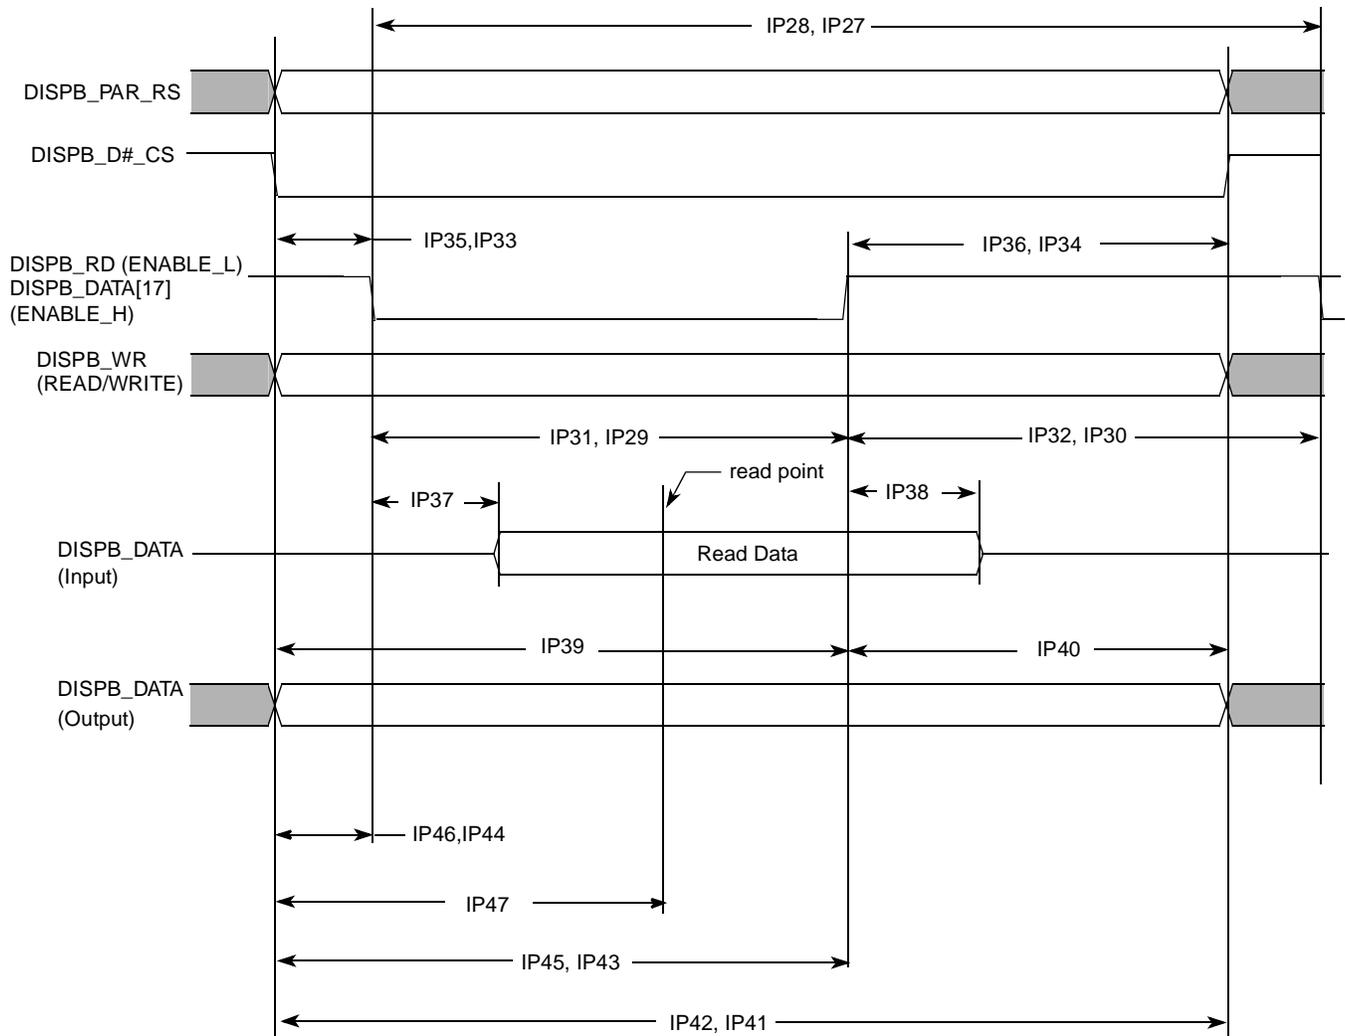 IP28, IP27
DISPB_PAR_RS
DISPB_D#_CS
IP35,IP33
IP36, IP34
DISPB_RD (ENABLE_L)
DISPB_DATA[17]
(ENABLE_H)
DISPB_WR
(READ/WRITE)
IP31, IP29
IP32, IP30
read point
IP37
IP38
DISPB_DATA
(Input)
Read Data
IP39
IP40
DISPB_DATA
(Output)
IP46,IP44
IP47
IP45, IP43
IP42, IP41